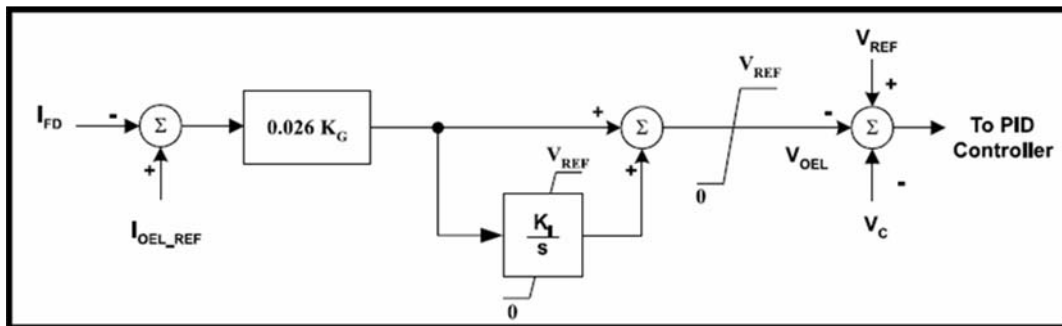 V_REF
V_REF
I_FD
-
Σ
0.026 K_G
+
Σ
+
-
Σ
To PID
Controller
+
V_REF
+
V_OEL
0
-
I_OEL_REF
K_I
s
V_C
0